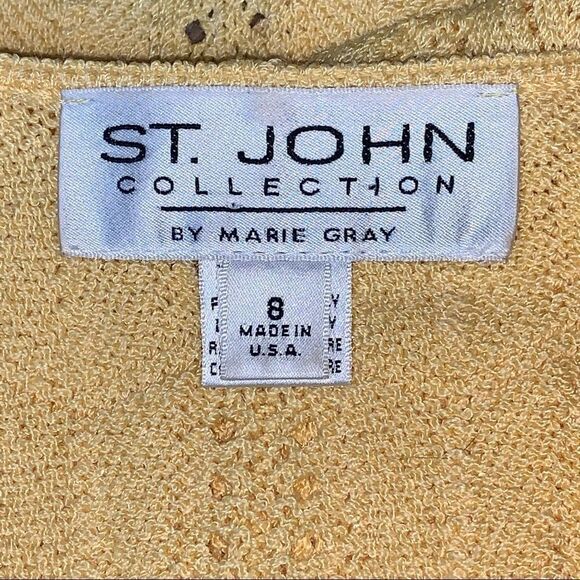 ST. JOHN
COLLECTION
BY MARIE GRAY
8
MADE IN
U.S.A.